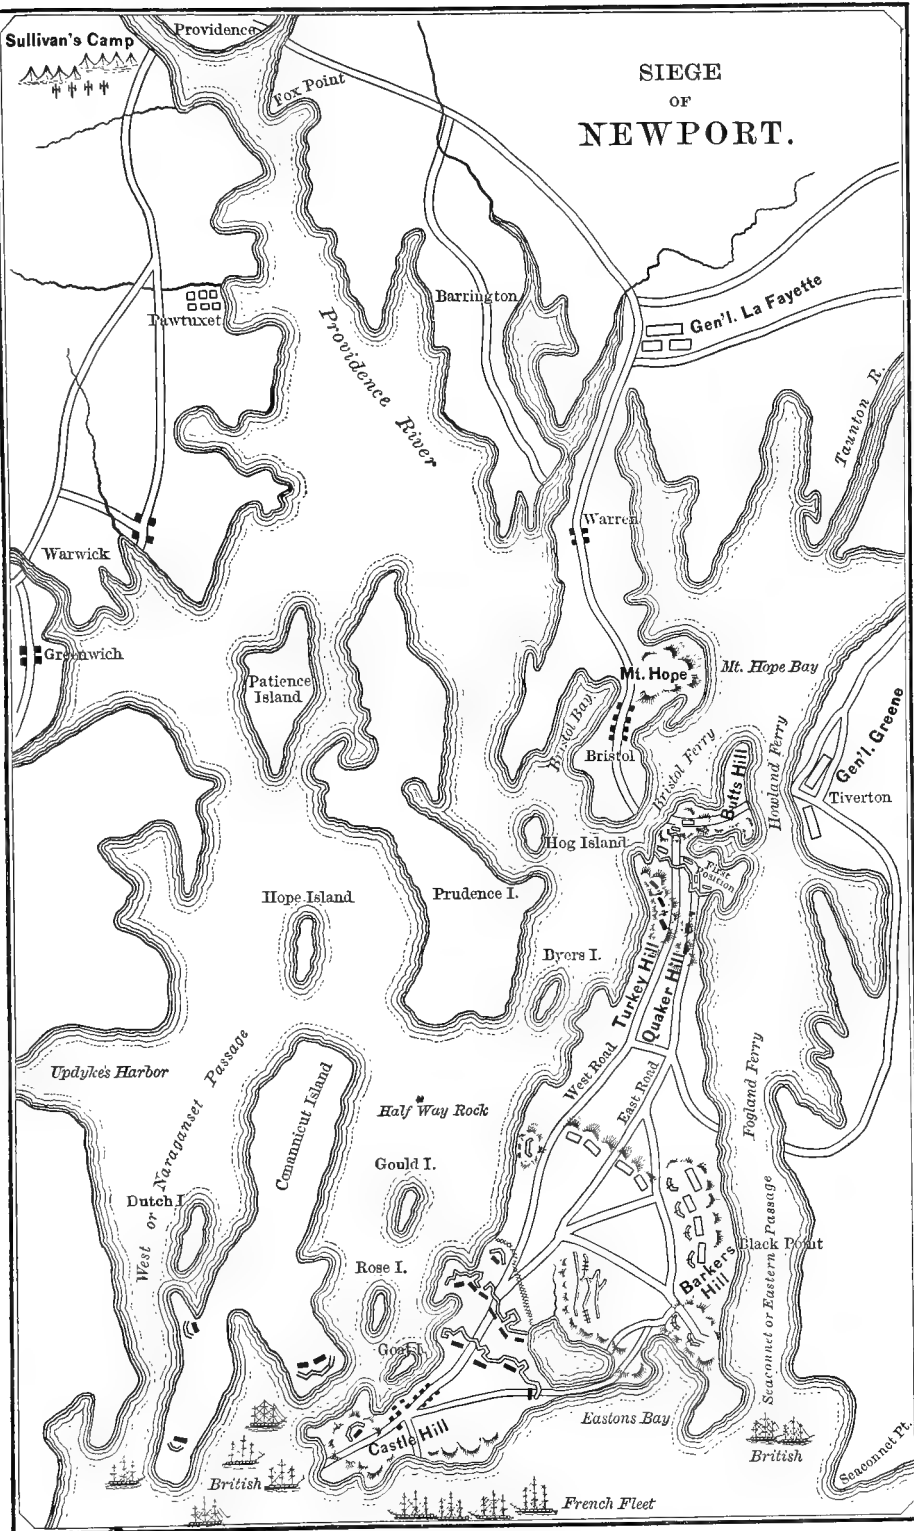 Providence
Sullivan's Camp
Fox Point
SIEGE
OF
NEWPORT.
Barrington
Pawtuxet
Providence River
Gen'l. La Fayette
Taunton R.
Warren
Warwick
Greenwich
Mt. Hope
Mt. Hope Bay
Patience
Island
Bristol Bay
Bristol
Bristol Ferry
Butts Hill
Howland Ferry
Gen'l. Greene
Tiverton
Hog Island
First
Position
Hope Island
Prudence I.
Dyers I.
Turkey Hill
Quaker Hill
Updyke's Harbor
West or Naraganset Passage
Conannicut Island
Half Way Rock
West Road
East Road
Fogland Ferry
Gould I.
Dutch I.
Rose I.
Goat I.
Black Point
Barkers
Hill
Seaconnet or Eastern Passage
Castle Hill
Eastons Bay
British
British
Seaconnet Pt.
French Fleet